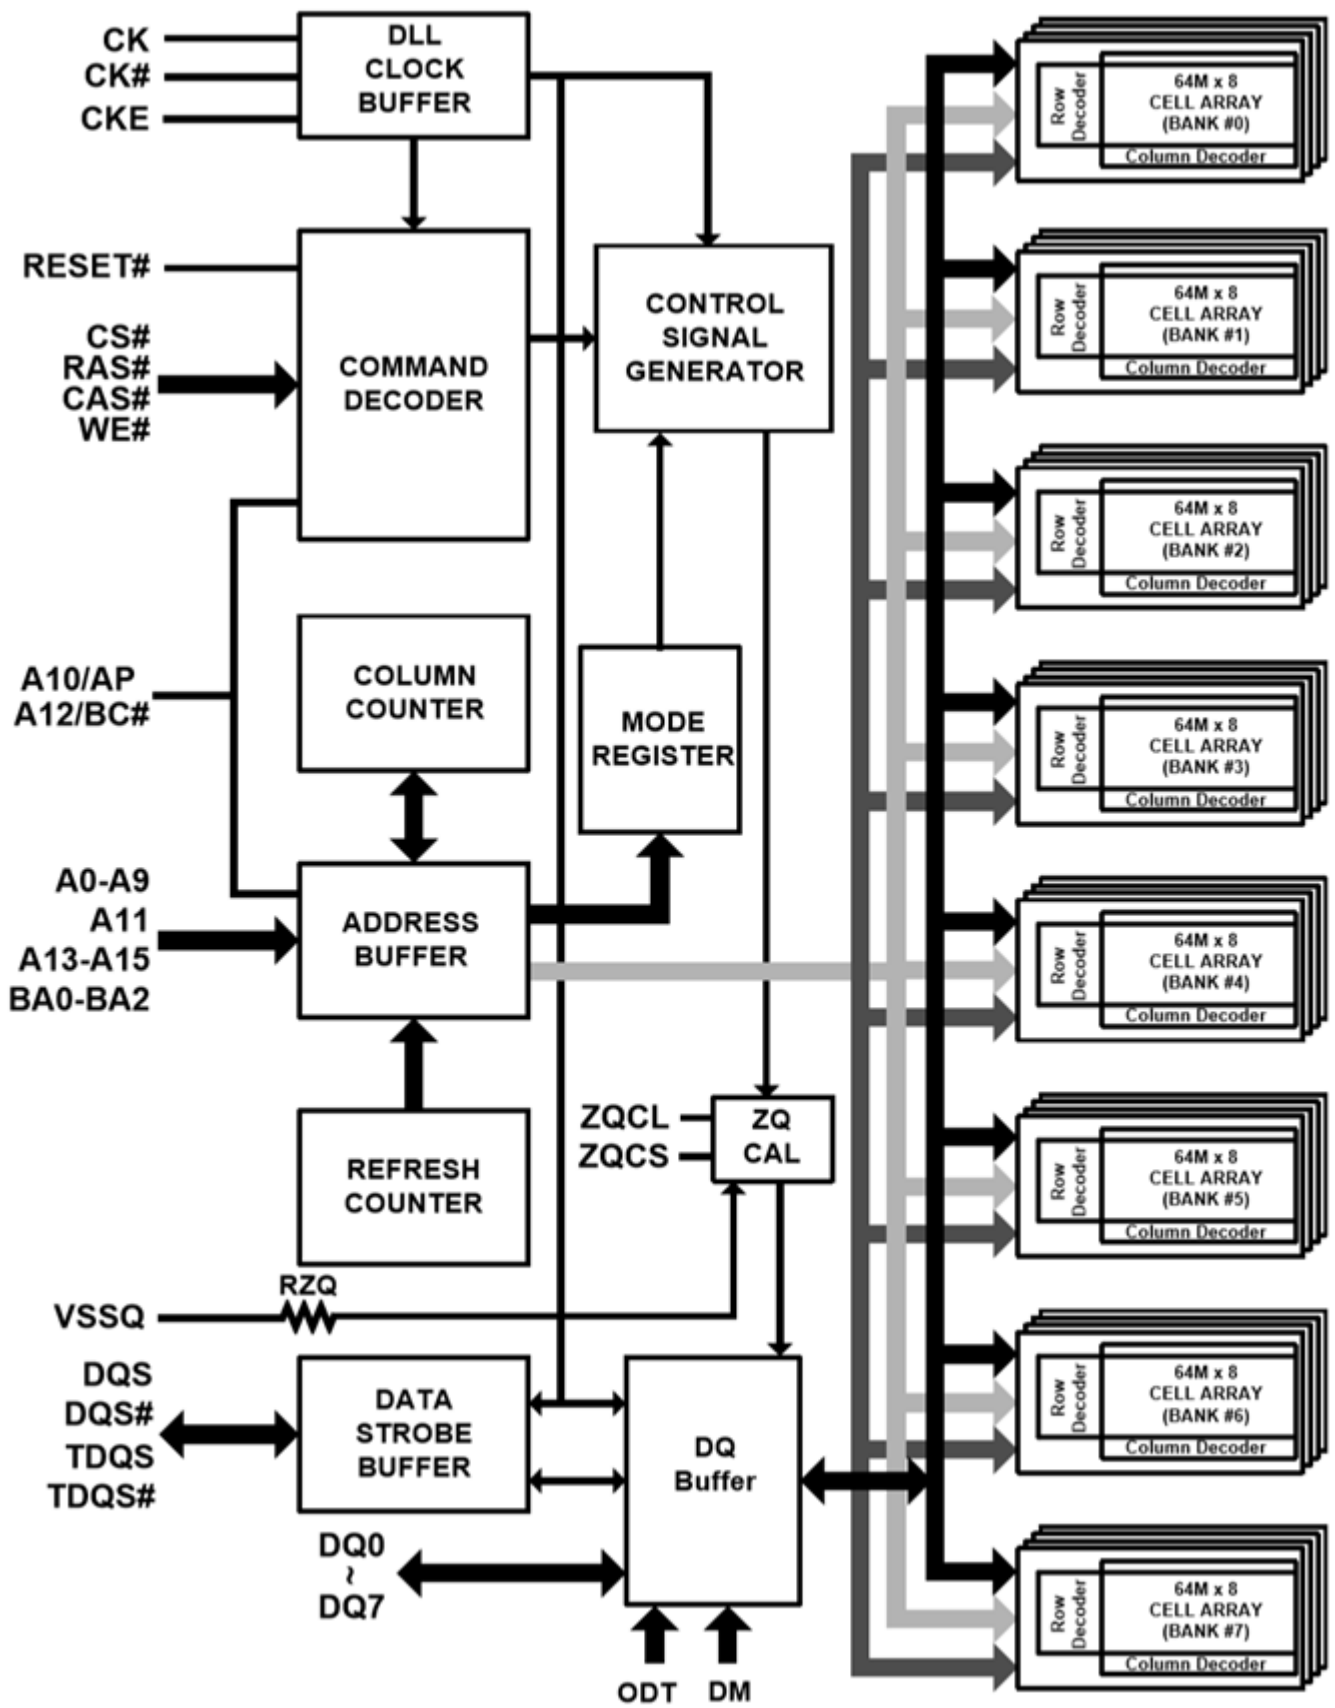 CK
CK#
CKE
DLL
CLOCK
BUFFER
RESET#
CS#
RAS#
CAS#
WE#
COMMAND
DECODER
CONTROL
SIGNAL
GENERATOR
A10/AP
A12/BC#
COLUMN
COUNTER
MODE
REGISTER
A0-A9
A11
A13-A15
BA0-BA2
ADDRESS
BUFFER
REFRESH
COUNTER
ZQCL
ZQCS
ZQ
CAL
VSSQ
RZQ
DQS
DQS#
TDQS
TDQS#
DATA
STROBE
BUFFER
DQ
Buffer
DQ0
~
DQ7
ODT
DM
Row
Decoder
64M x 8
CELL ARRAY
(BANK #0)
Column Decoder
Row
Decoder
64M x 8
CELL ARRAY
(BANK #1)
Column Decoder
Row
Decoder
64M x 8
CELL ARRAY
(BANK #2)
Column Decoder
Row
Decoder
64M x 8
CELL ARRAY
(BANK #3)
Column Decoder
Row
Decoder
64M x 8
CELL ARRAY
(BANK #4)
Column Decoder
Row
Decoder
64M x 8
CELL ARRAY
(BANK #5)
Column Decoder
Row
Decoder
64M x 8
CELL ARRAY
(BANK #6)
Column Decoder
Row
Decoder
64M x 8
CELL ARRAY
(BANK #7)
Column Decoder